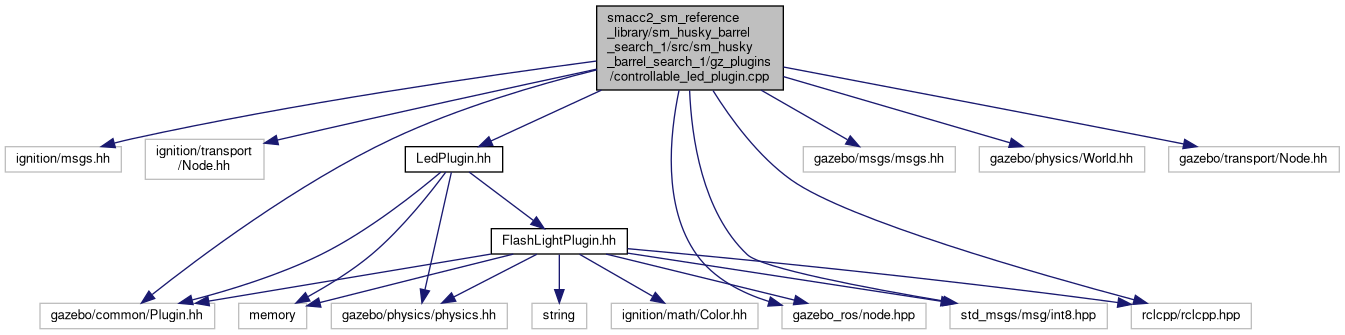 smacc2_sm_reference
_library/sm_husky_barrel
_search_1/src/sm_husky
_barrel_search_1/gz_plugins
/controllable_led_plugin.cpp
ignition/msgs.hh
ignition/transport
/Node.hh
LedPlugin.hh
gazebo/msgs/msgs.hh
gazebo/physics/World.hh
gazebo/transport/Node.hh
FlashLightPlugin.hh
gazebo/common/Plugin.hh
memory
gazebo/physics/physics.hh
string
ignition/math/Color.hh
gazebo_ros/node.hpp
std_msgs/msg/int8.hpp
rclcpp/rclcpp.hpp